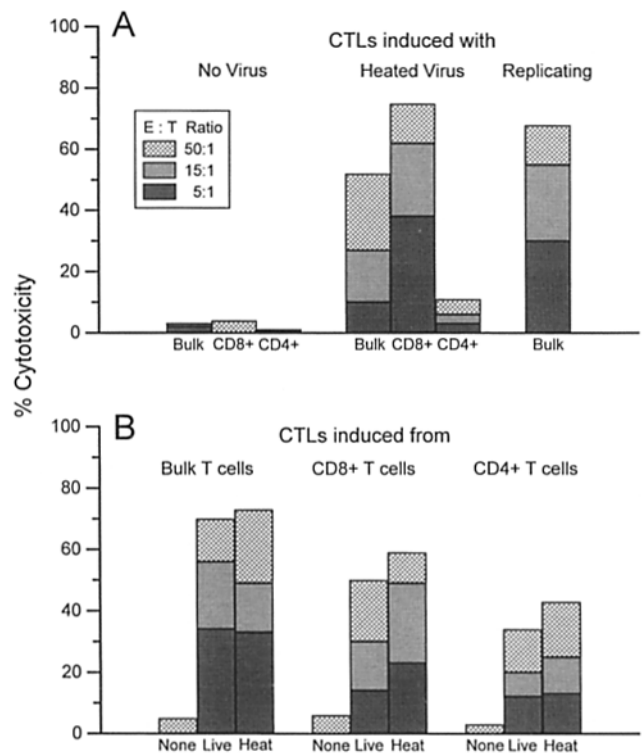 % Cytotoxicity
A
CTLs induced with
No Virus Heated Virus Replicating
100
80
60
40
20
0
E : T Ratio
50:1
15:1
5:1
Bulk CD8+ CD4+ Bulk CD8+ CD4+ Bulk
B
CTLs induced from
Bulk T cells CD8+ T cells CD4+ T cells
100
80
60
40
20
0
None Live Heat None Live Heat None Live Heat